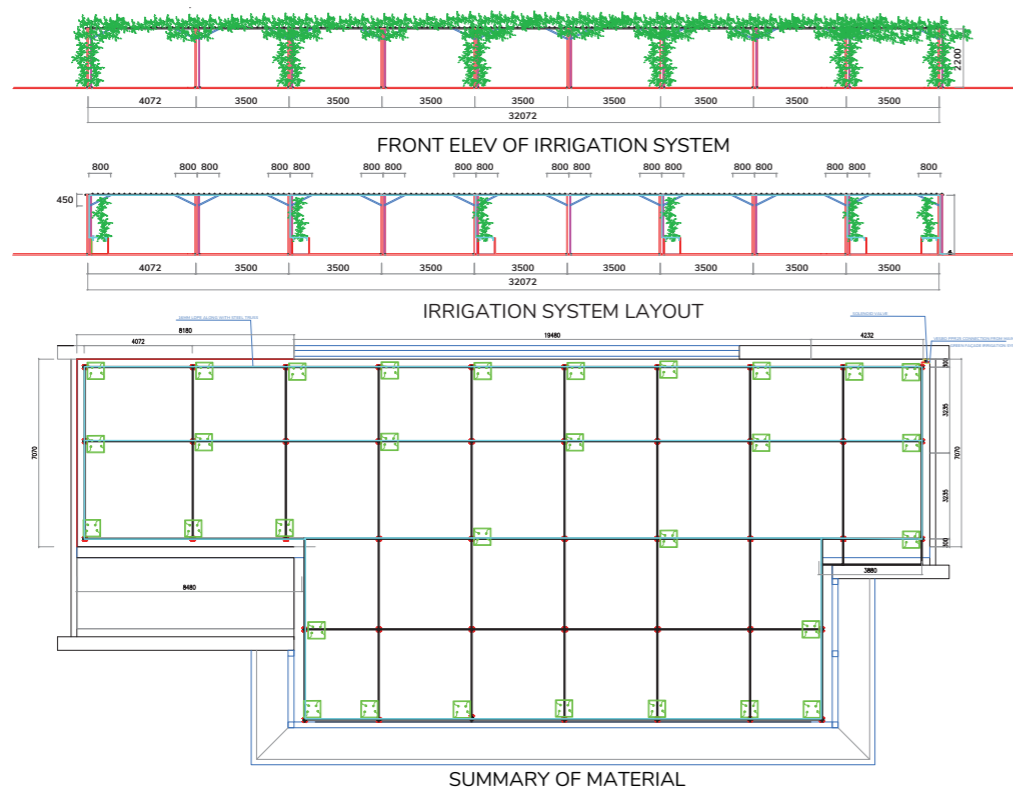 2200
4072 3500 3500 3500 3500 3500 3500 3500 3500
32072
FRONT ELEV OF IRRIGATION SYSTEM
800 800 800 800 800 800 800 800 800 800 800 800 800 800 800 800 800 800
450
4072 3500 3500 3500 3500 3500 3500 3500 3500
32072
IRRIGATION SYSTEM LAYOUT
8180 19480 4232
4072
300
7070 3235 7070
3235
300
8480 3880
SUMMARY OF MATERIAL